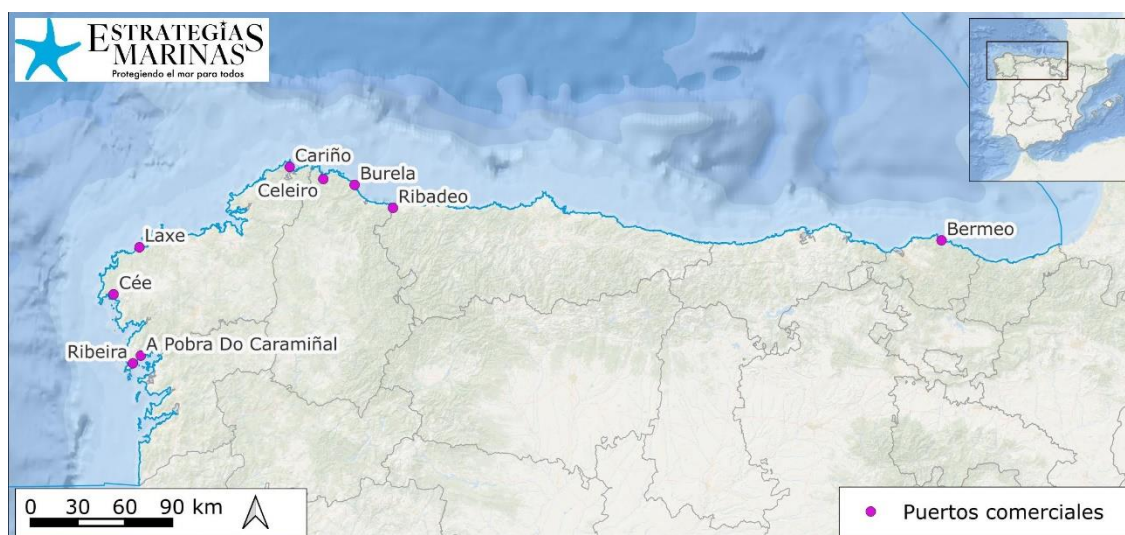 ESTRATEGIAS
MARINAS
Protegiendo el mar para todos
Cariño
Celeiro
Burela
Ribadeo
Laxe
Bermeo
Cée
A Pobra Do Caramiñal
Ribeira
0 30 60 90 km
Puertos comerciales